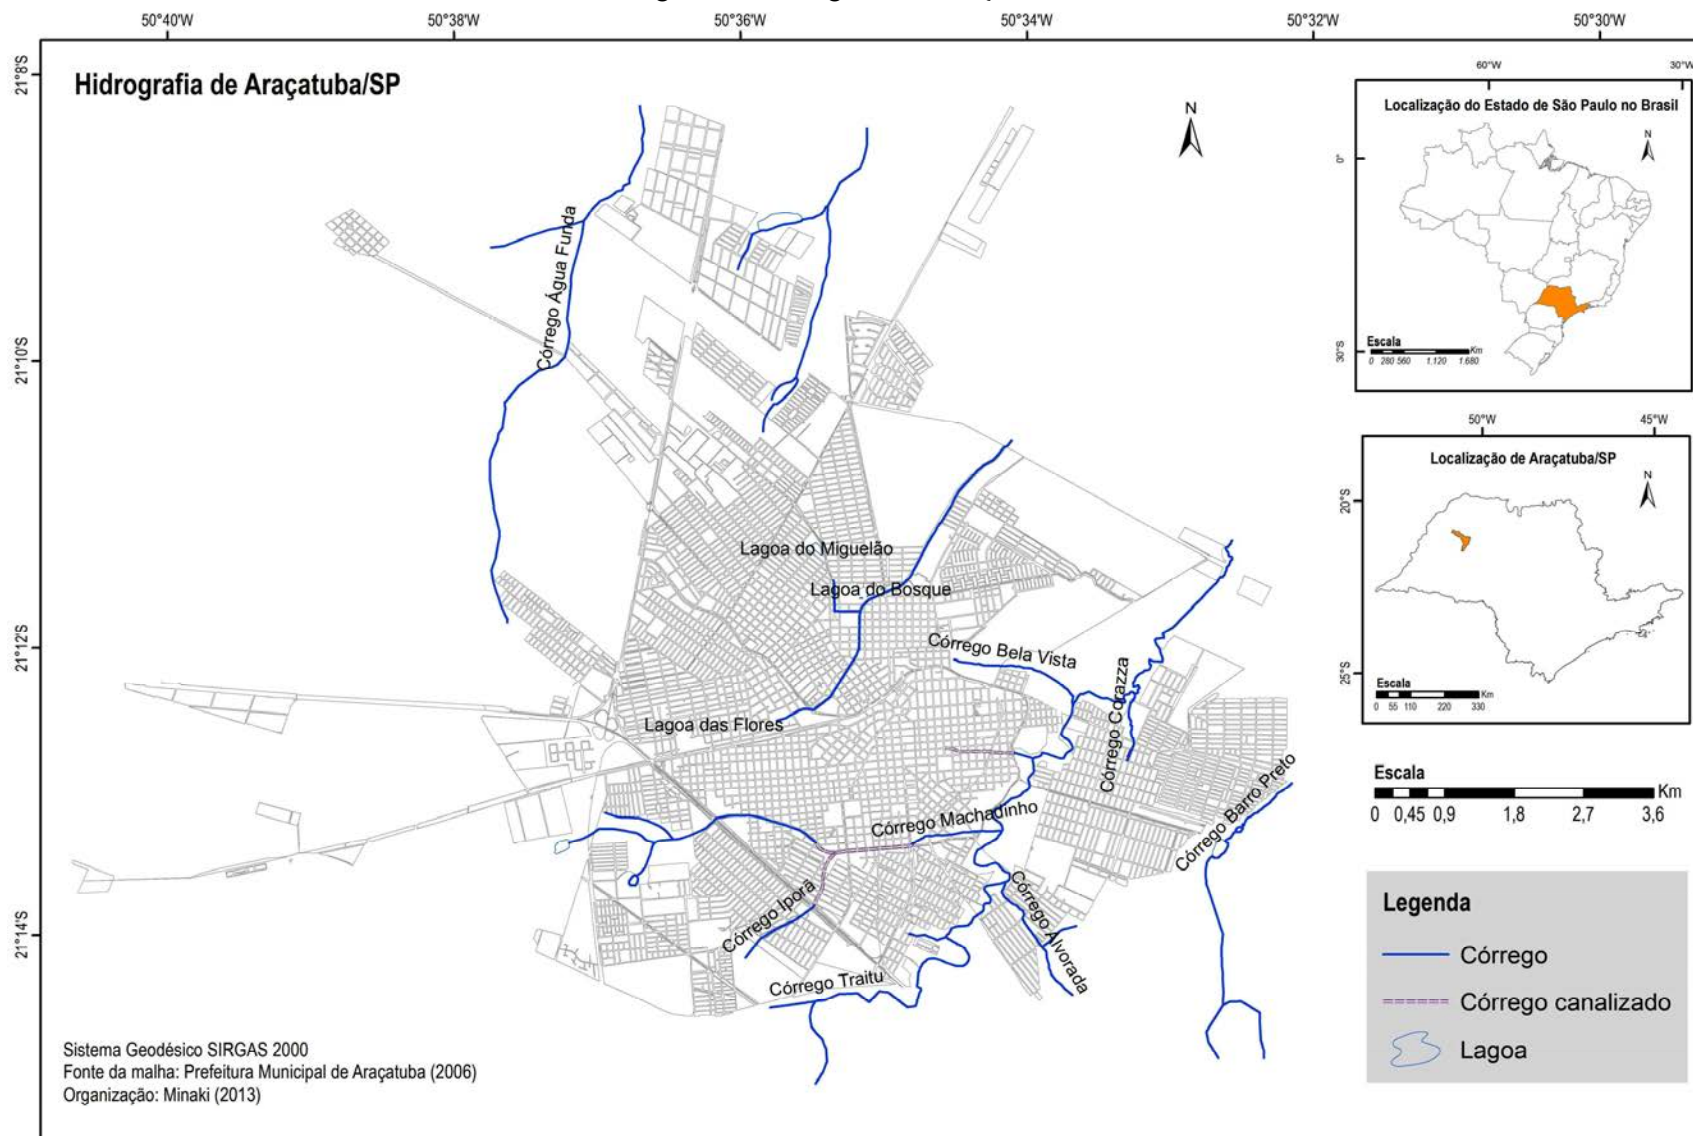 50°40'W
50°38'W
50°36'W
50°34'W
50°32'W
50°30'W
21°8'S
21°10'S
21°12'S
21°14'S
Hidrografia de Araçatuba/SP
N
Córrego Água Funda
Lagoa do Miguelão
Lagoa do Bosque
Córrego Bela Vista
Córrego Corazza
Lagoa das Flores
Córrego Barro Preto
Córrego Machadinho
Córrego Iporã
Córrego Alvorada
Córrego Traitu
Sistema Geodésico SIRGAS 2000
Fonte da malha: Prefeitura Municipal de Araçatuba (2006)
Organização: Minaki (2013)
60°W
30°W
Localização do Estado de São Paulo no Brasil
N
0°
30°S
Escala
Km
0 280 560 1.120 1.680
50°W
45°W
Localização de Araçatuba/SP
N
20°S
25°S
Escala
Km
0 55 110 220 330
Escala
Km
0 0,45 0,9 1,8 2,7 3,6
Legenda
Córrego
Córrego canalizado
Lagoa